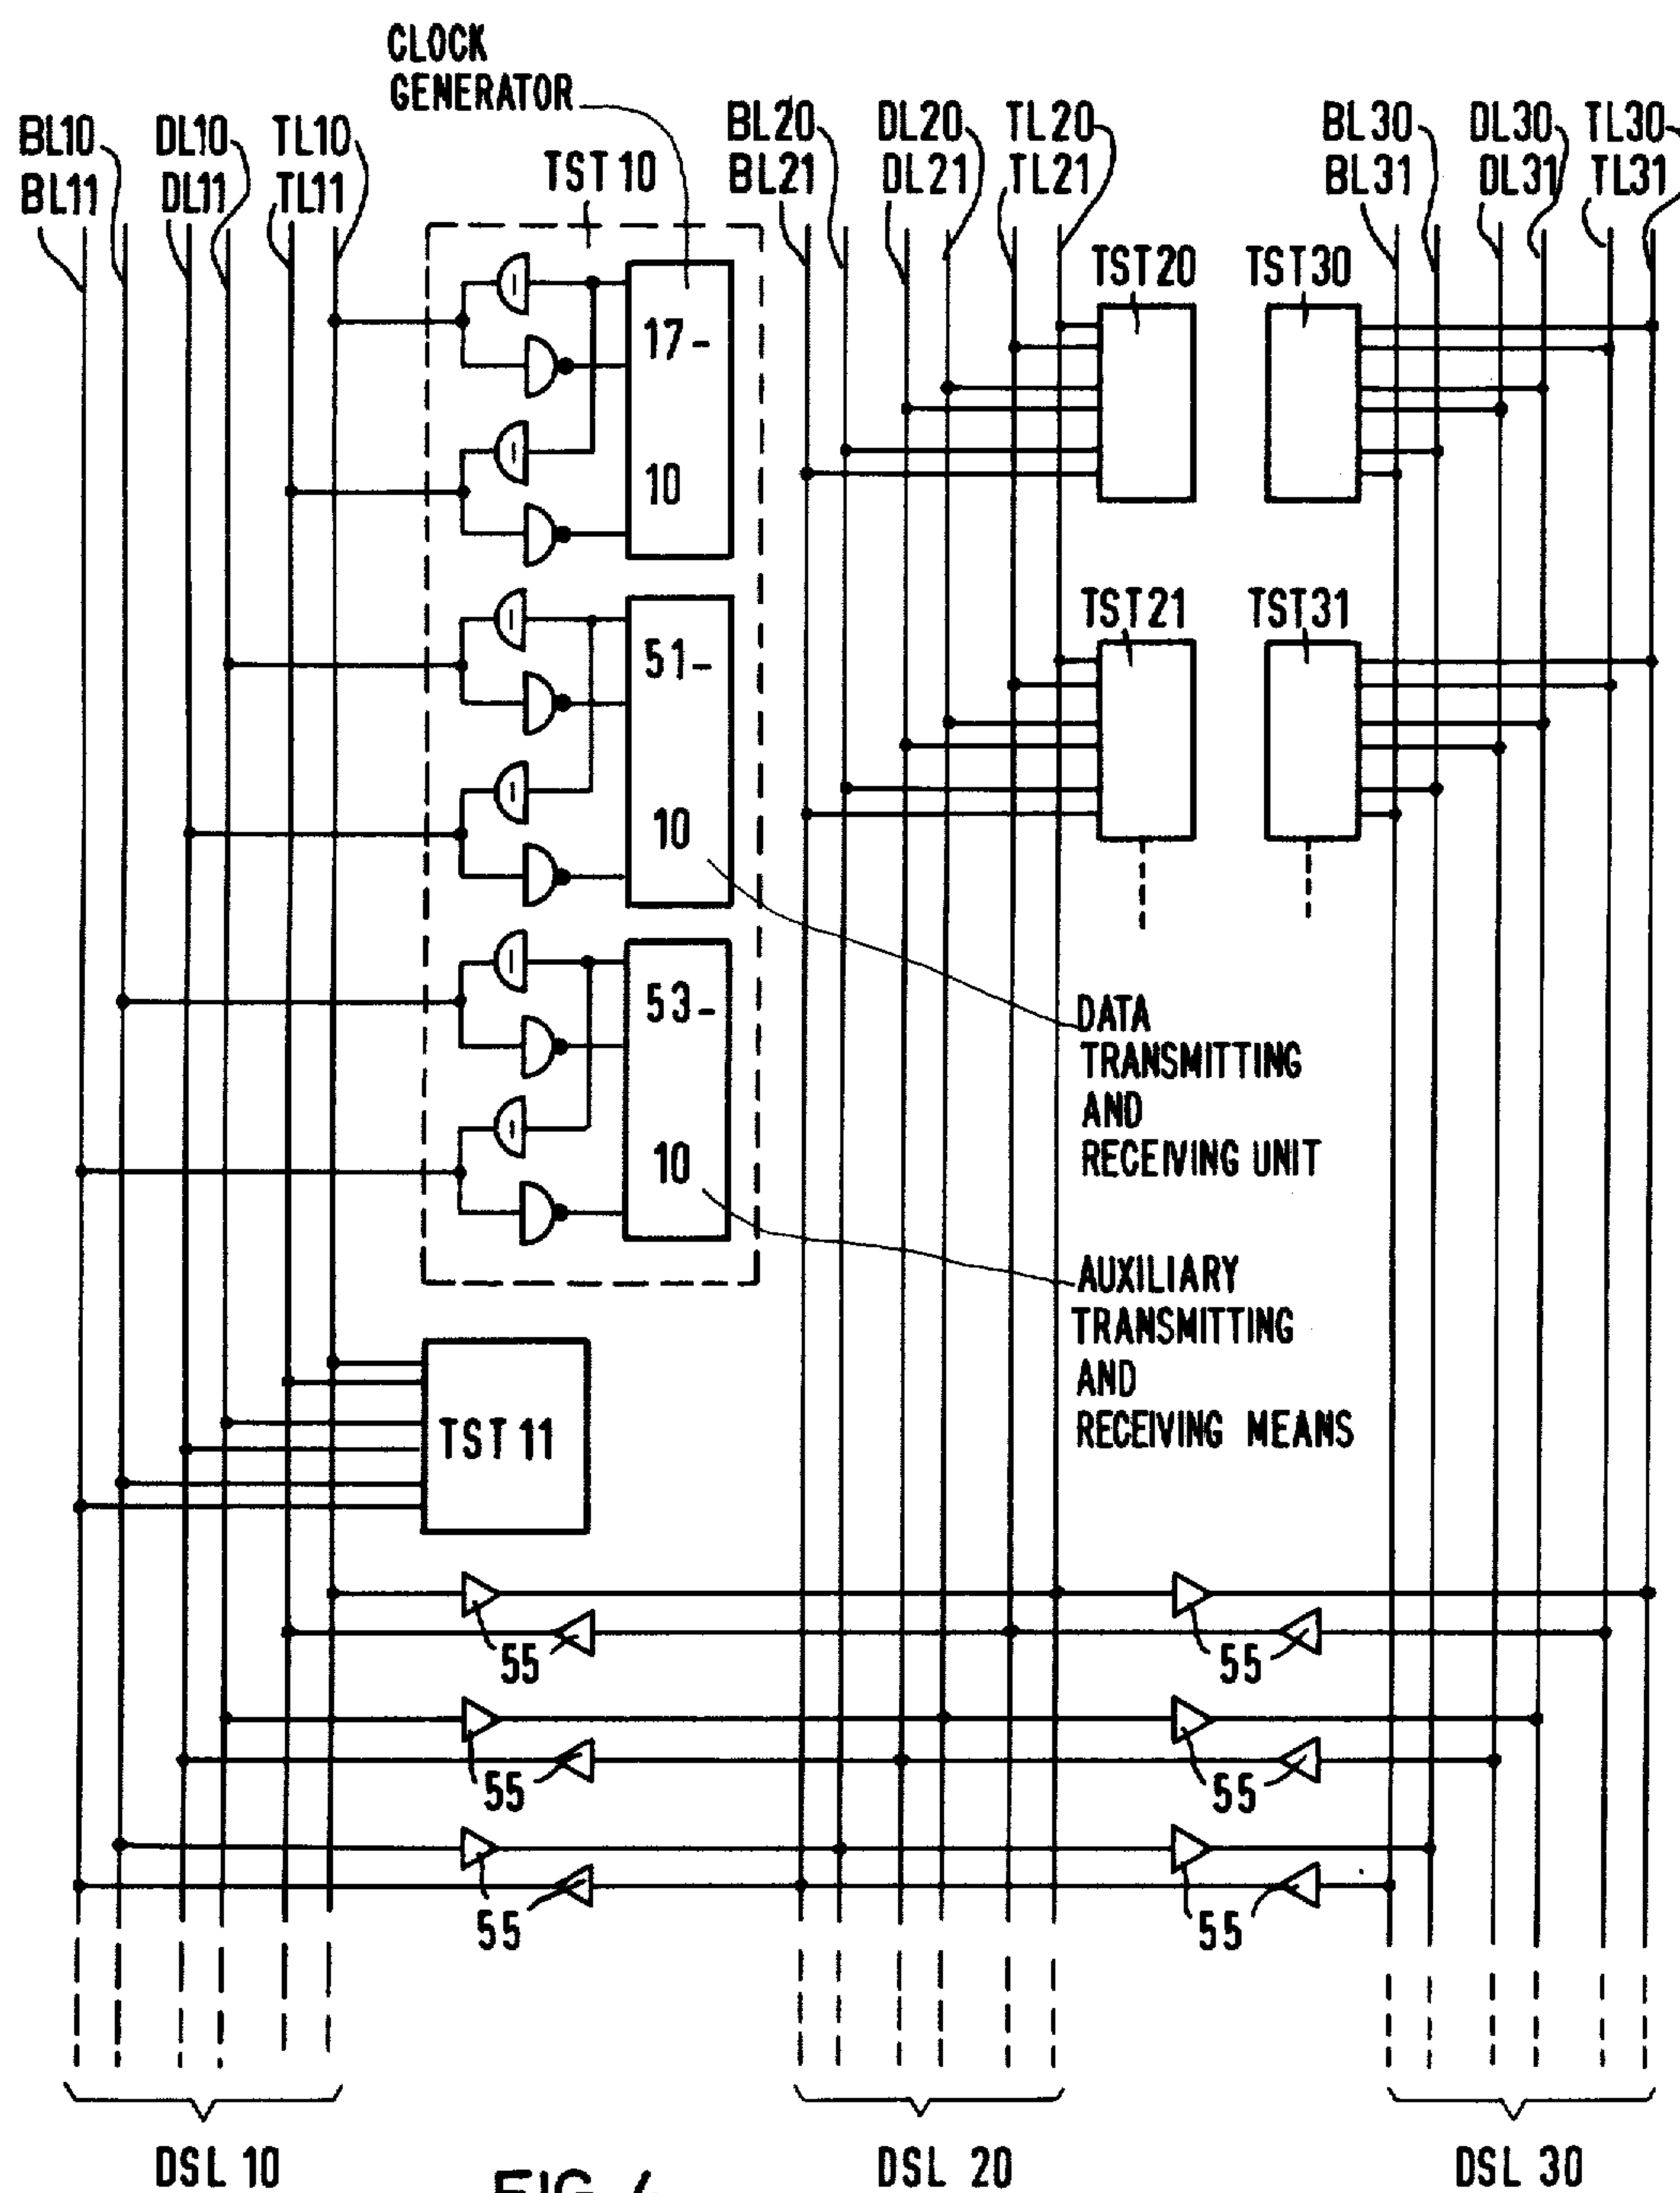 CLOCK
GENERATOR
BL10
BL11
DL10
DL11
TL10
TL11
TST 10
BL20
BL21
DL20
DL21
TL20
TL21
BL30
BL31
DL30
DL31
TL30
TL31
TST20
TST30
17-
10
TST21
TST31
51-
10
53-
10
DATA
TRANSMITTING
AND
RECEIVING UNIT
AUXILIARY
TRANSMITTING
AND
RECEIVING MEANS
TST 11
55
55
55
55
55
55
DSL 10
DSL 20
DSL 30